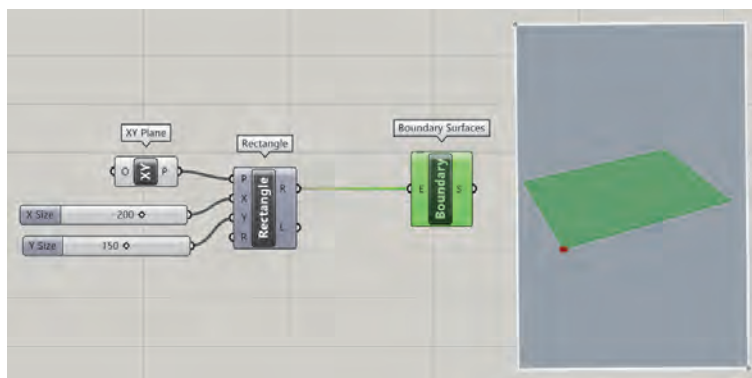 XY Plane
Rectangle
Boundary Surfaces
O XY P
P
X
Y
R
Rectangle
R
L
E Boundary S
X Size 200
Y Size 150